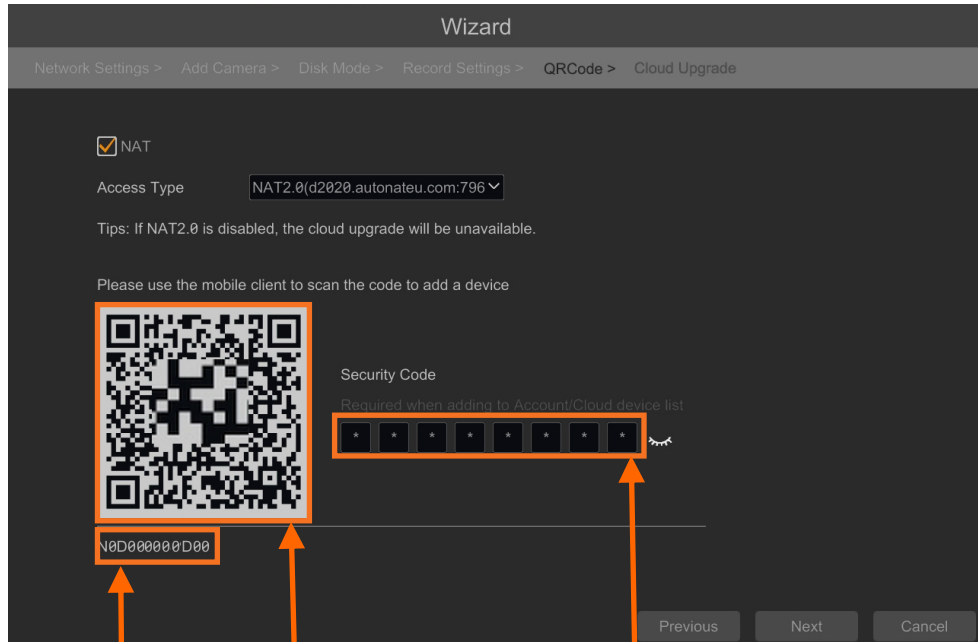 Wizard
Network Settings > Add Camera > Disk Mode > Record Settings > QRCode > Cloud Upgrade
NAT
Access Type NAT2.0(d2020.autonateu.com:796
Tips: If NAT2.0 is disabled, the cloud upgrade will be unavailable.
Please use the mobile client to scan the code to add a device
Security Code
Required when adding to Account/Cloud device list
* * * * * * * *
N0D000000D00
Previous Next Cancel